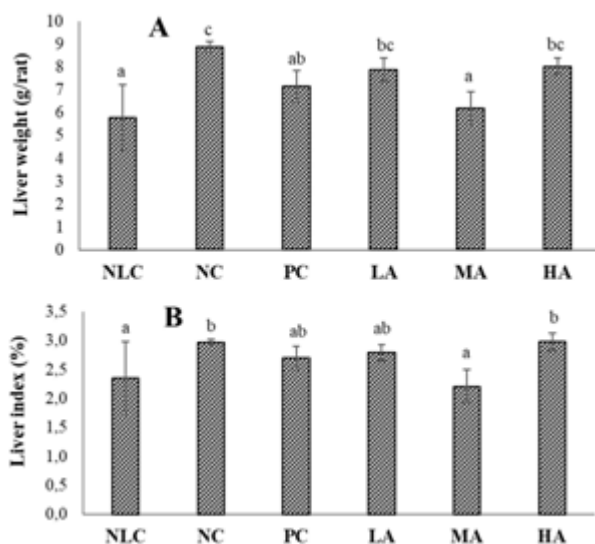 A
Liver weight (g/rat)
10
9
8
7
6
5
4
3
2
1
0
a
c
ab
bc
a
bc
NLC NC PC LA MA HA
B
Liver index (%)
3,5
3,0
2,5
2,0
1,5
1,0
0,5
0,0
a
b
ab
ab
a
b
NLC NC PC LA MA HA